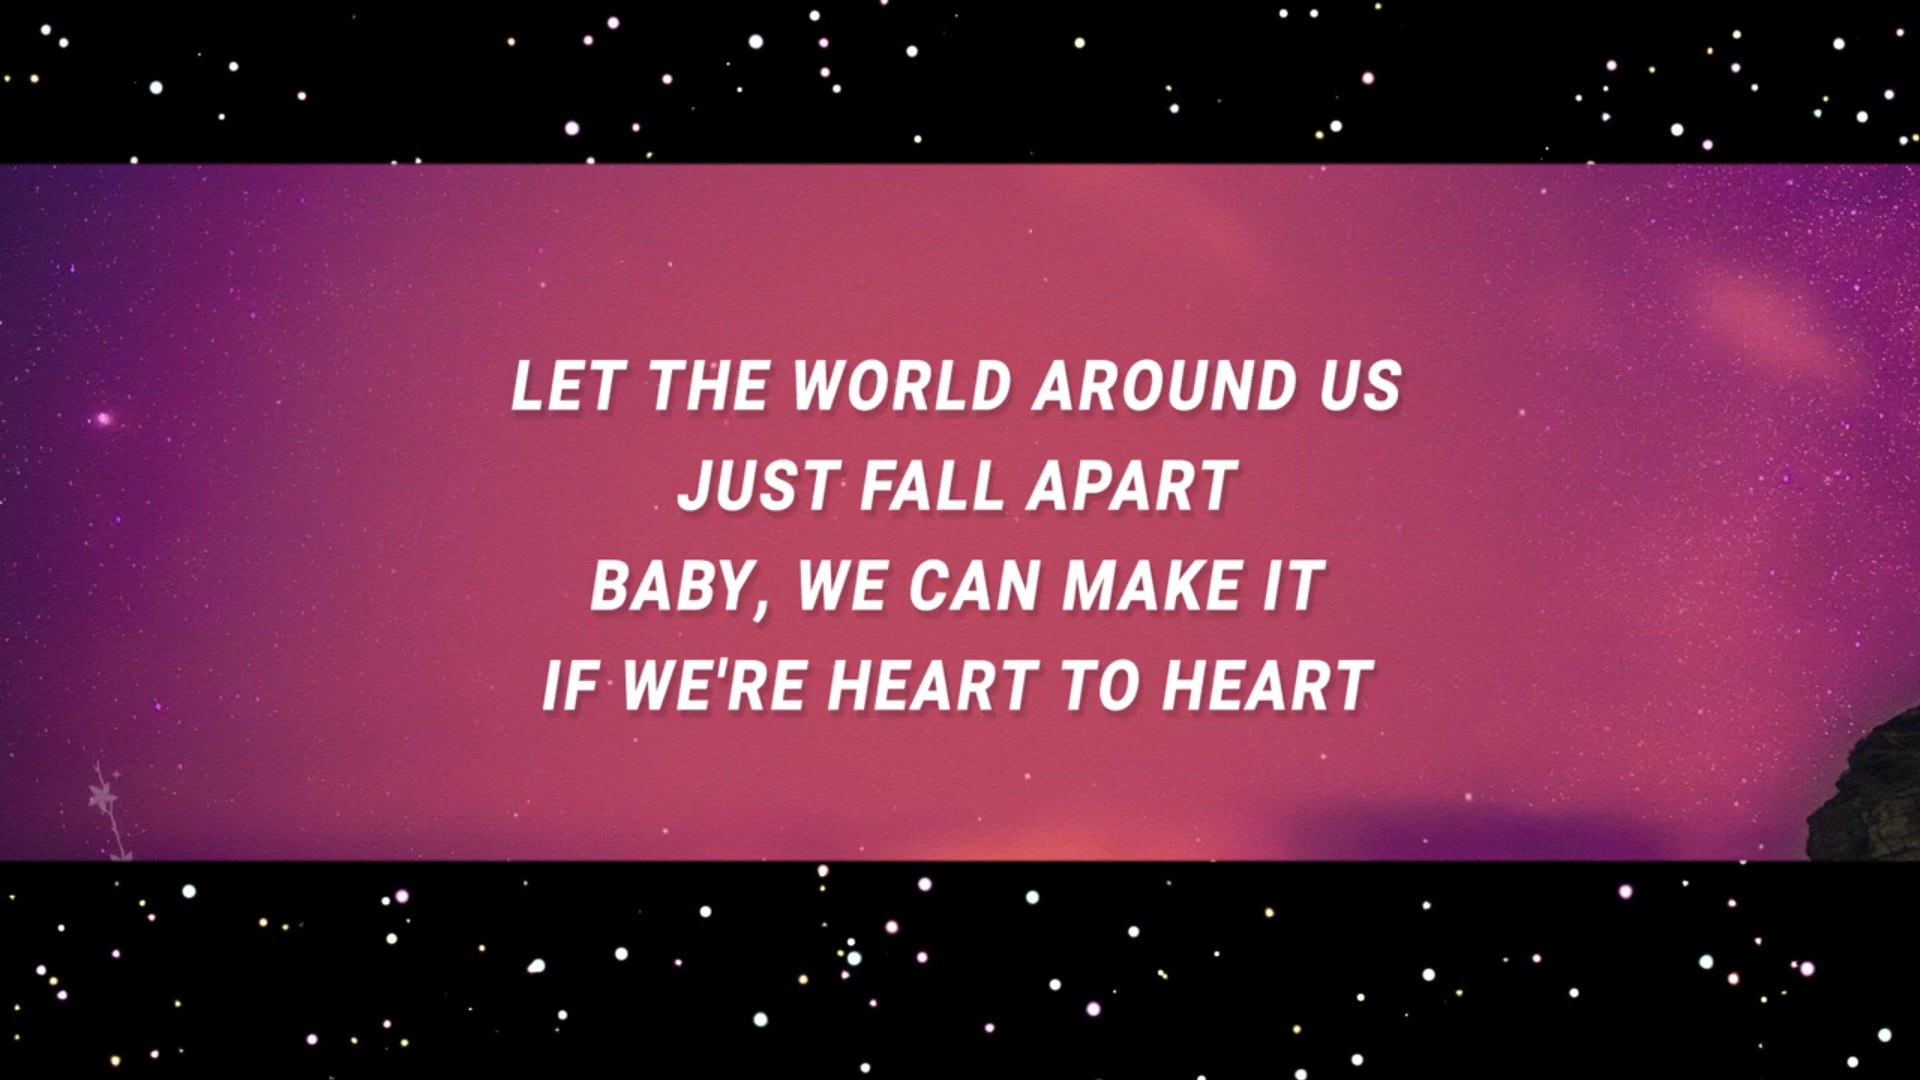 LET THE WORLD AROUND US
JUST FALL APART
BABY, WE CAN MAKE IT
IF WE'RE HEART TO HEART